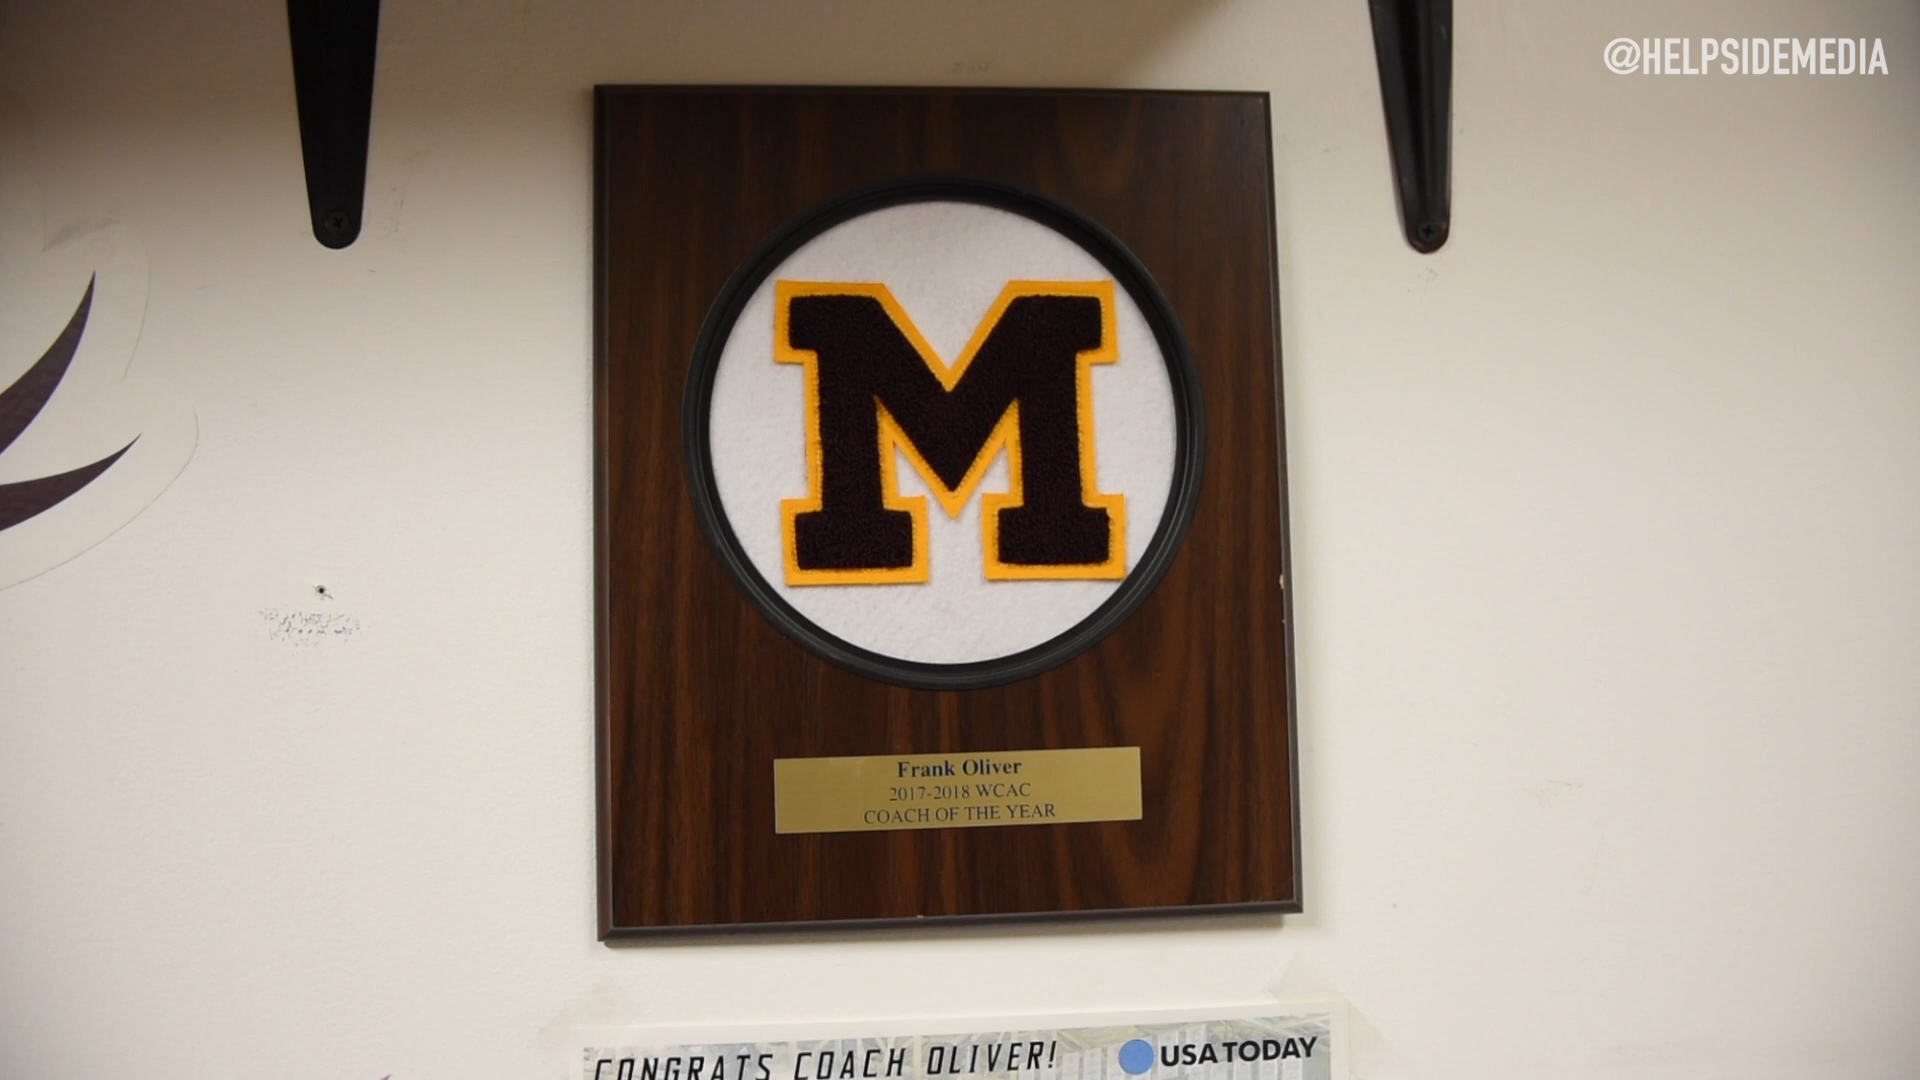 @HELPSIDEMEDIA
M
Frank Oliver
2017-2018 WCAC
COACH OF THE YEAR
CONGRATS COACH OLIVER!
USA TODAY